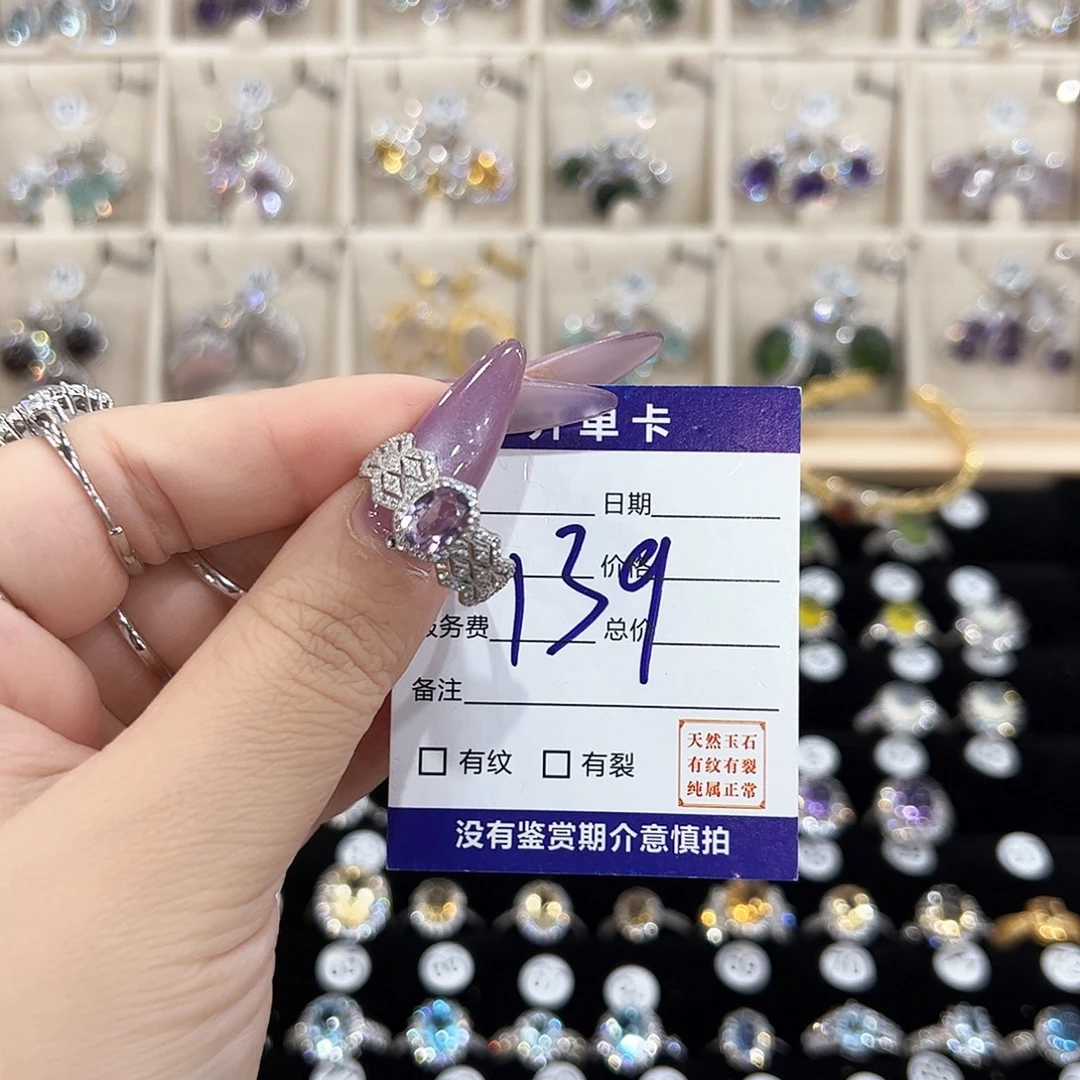 开单卡
日期
价格
服务费 总价
139
备注
有纹 有裂
天然玉石
有纹有裂
纯属正常
没有鉴赏期介意慎拍